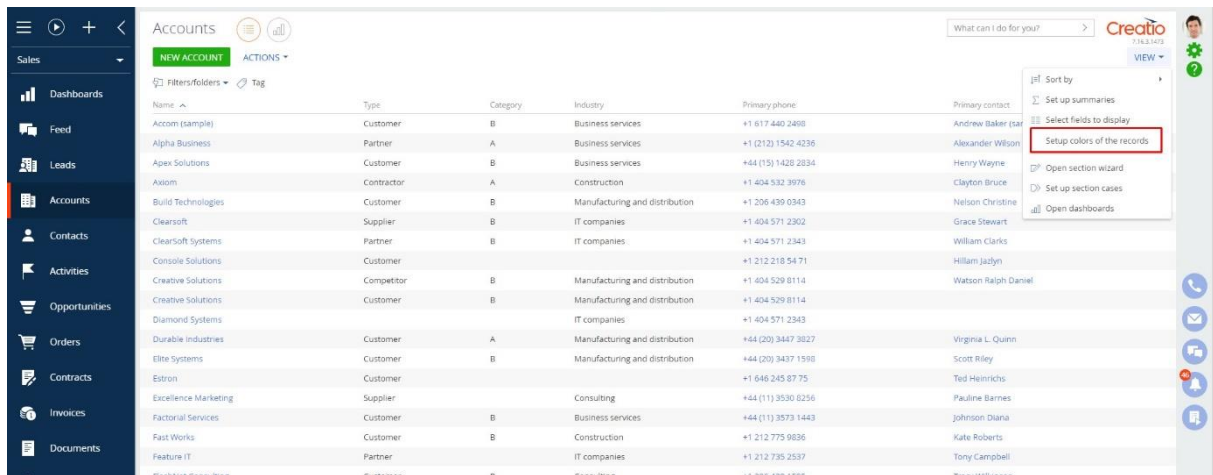 Accounts
What can I do for you?
Creatio
7.16.3.1473
Sales
NEW ACCOUNT ACTIONS
VIEW
Filters/folders Tag
Sort by
Set up summaries
Select fields to display
Setup colors of the records
Open section wizard
Set up section cases
Open dashboards
Dashboards
Feed
Leads
Accounts
Contacts
Activities
Opportunities
Orders
Contracts
Invoices
Documents
Name Type Category Industry Primary phone Primary contact
Accom (sample) Customer B Business services +1 617 440 2498 Andrew Baker (sar
Alpha Business Partner A Business services +1 (212) 1542 4236 Alexander Wilson
Apex Solutions Customer B Business services +44 (15) 1428 2834 Henry Wayne
Axiom Contractor A Construction +1 404 532 3976 Clayton Bruce
Build Technologies Customer B Manufacturing and distribution +1 206 439 0343 Nelson Christine
Clearsoft Supplier B IT companies +1 404 571 2302 Grace Stewart
ClearSoft Systems Partner B IT companies +1 404 571 2343 William Clarks
Console Solutions Customer +1 212 218 54 71 Hillam Jazlyn
Creative Solutions Competitor B Manufacturing and distribution +1 404 529 8114 Watson Ralph Daniel
Creative Solutions Customer B Manufacturing and distribution +1 404 529 8114
Diamond Systems IT companies +1 404 571 2343
Durable Industries Customer A Manufacturing and distribution +44 (20) 3447 3827 Virginia L. Quinn
Elite Systems Customer B Manufacturing and distribution +44 (20) 3437 1598 Scott Riley
Estron Customer +1 646 245 87 75 Ted Heinrichs
Excellence Marketing Supplier Consulting +44 (11) 3530 8256 Pauline Barnes
Factorial Services Customer B Business services +44 (11) 3573 1443 Johnson Diana
Fast Works Customer B Construction +1 212 775 9836 Kate Roberts
Feature IT Partner IT companies +1 212 735 2537 Tony Campbell
46